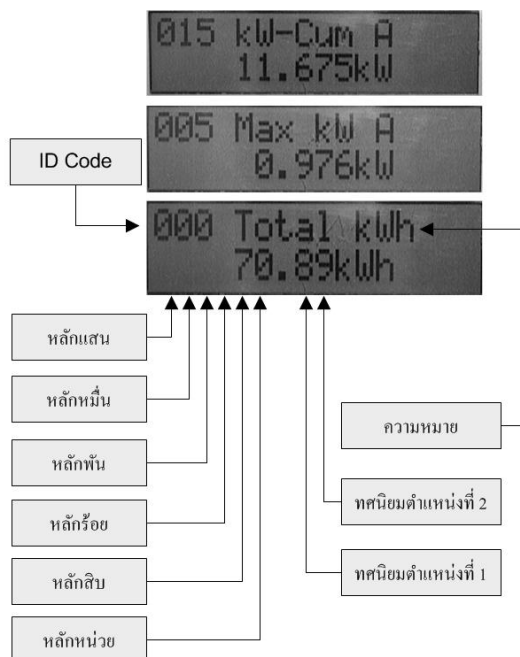 015 kW-Cum A
11.675kW
005 Max kW A
0.976kW
ID Code
000 Total kWh
70.89kWh
หลักแสน
หลักหมื่น
หลักพัน
หลักร้อย
หลักสิบ
หลักหน่วย
ความหมาย
ทศนิยมตำแหน่งที่ 2
ทศนิยมตำแหน่งที่ 1